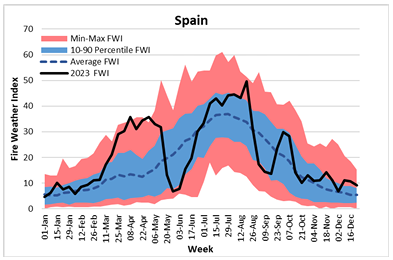 Spain
70
60
50
40
30
20
10
0
Fire Weather Index
Min-Max FWI
10-90 Percentile FWI
Average FWI
2023 FWI
01-Jan
15-Jan
29-Jan
12-Feb
26-Feb
11-Mar
25-Mar
08-Apr
22-Apr
06-May
20-May
03-Jun
17-Jun
01-Jul
15-Jul
29-Jul
12-Aug
26-Aug
09-Sep
23-Sep
07-Oct
21-Oct
04-Nov
18-Nov
02-Dec
16-Dec
Week